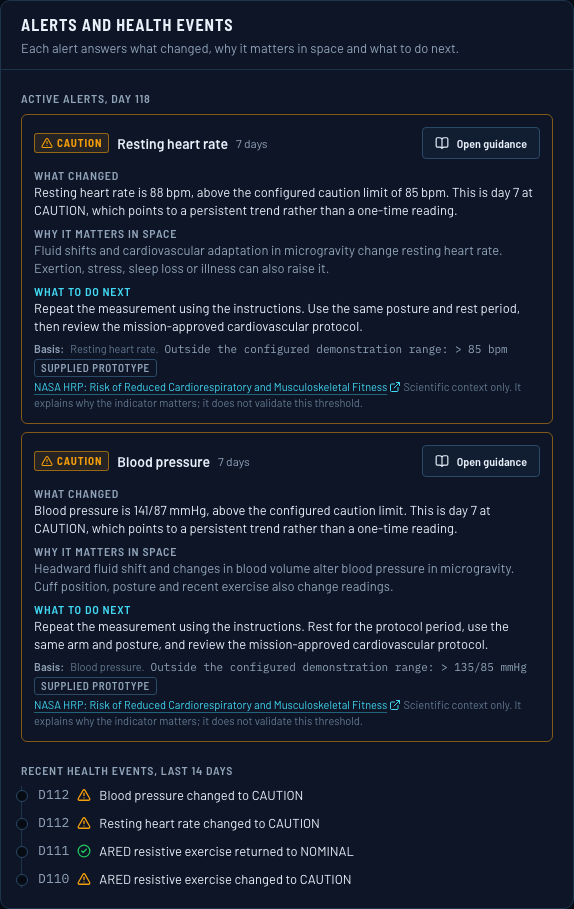 ALERTS AND HEALTH EVENTS
Each alert answers what changed, why it matters in space and what to do next.
ACTIVE ALERTS, DAY 118
CAUTION Resting heart rate 7 days Open guidance
WHAT CHANGED
Resting heart rate is 88 bpm, above the configured caution limit of 85 bpm. This is day 7 at
CAUTION, which points to a persistent trend rather than a one-time reading.
WHY IT MATTERS IN SPACE
Fluid shifts and cardiovascular adaptation in microgravity change resting heart rate.
Exertion, stress, sleep loss or illness can also raise it.
WHAT TO DO NEXT
Repeat the measurement using the instructions. Use the same posture and rest period,
then review the mission-approved cardiovascular protocol.
Basis: Resting heart rate. Outside the configured demonstration range: > 85 bpm
SUPPLIED PROTOTYPE
NASA HRP: Risk of Reduced Cardiorespiratory and Musculoskeletal Fitness Scientific context only. It
explains why the indicator matters; it does not validate this threshold.
CAUTION Blood pressure 7 days Open guidance
WHAT CHANGED
Blood pressure is 141/87 mmHg, above the configured caution limit. This is day 7 at
CAUTION, which points to a persistent trend rather than a one-time reading.
WHY IT MATTERS IN SPACE
Headward fluid shift and changes in blood volume alter blood pressure in microgravity.
Cuff position, posture and recent exercise also change readings.
WHAT TO DO NEXT
Repeat the measurement using the instructions. Rest for the protocol period, use the
same arm and posture, and review the mission-approved cardiovascular protocol.
Basis: Blood pressure. Outside the configured demonstration range: > 135/85 mmHg
SUPPLIED PROTOTYPE
NASA HRP: Risk of Reduced Cardiorespiratory and Musculoskeletal Fitness Scientific context only. It
explains why the indicator matters; it does not validate this threshold.
RECENT HEALTH EVENTS, LAST 14 DAYS
D112 Blood pressure changed to CAUTION
D112 Resting heart rate changed to CAUTION
D111 ARED resistive exercise returned to NOMINAL
D110 ARED resistive exercise changed to CAUTION